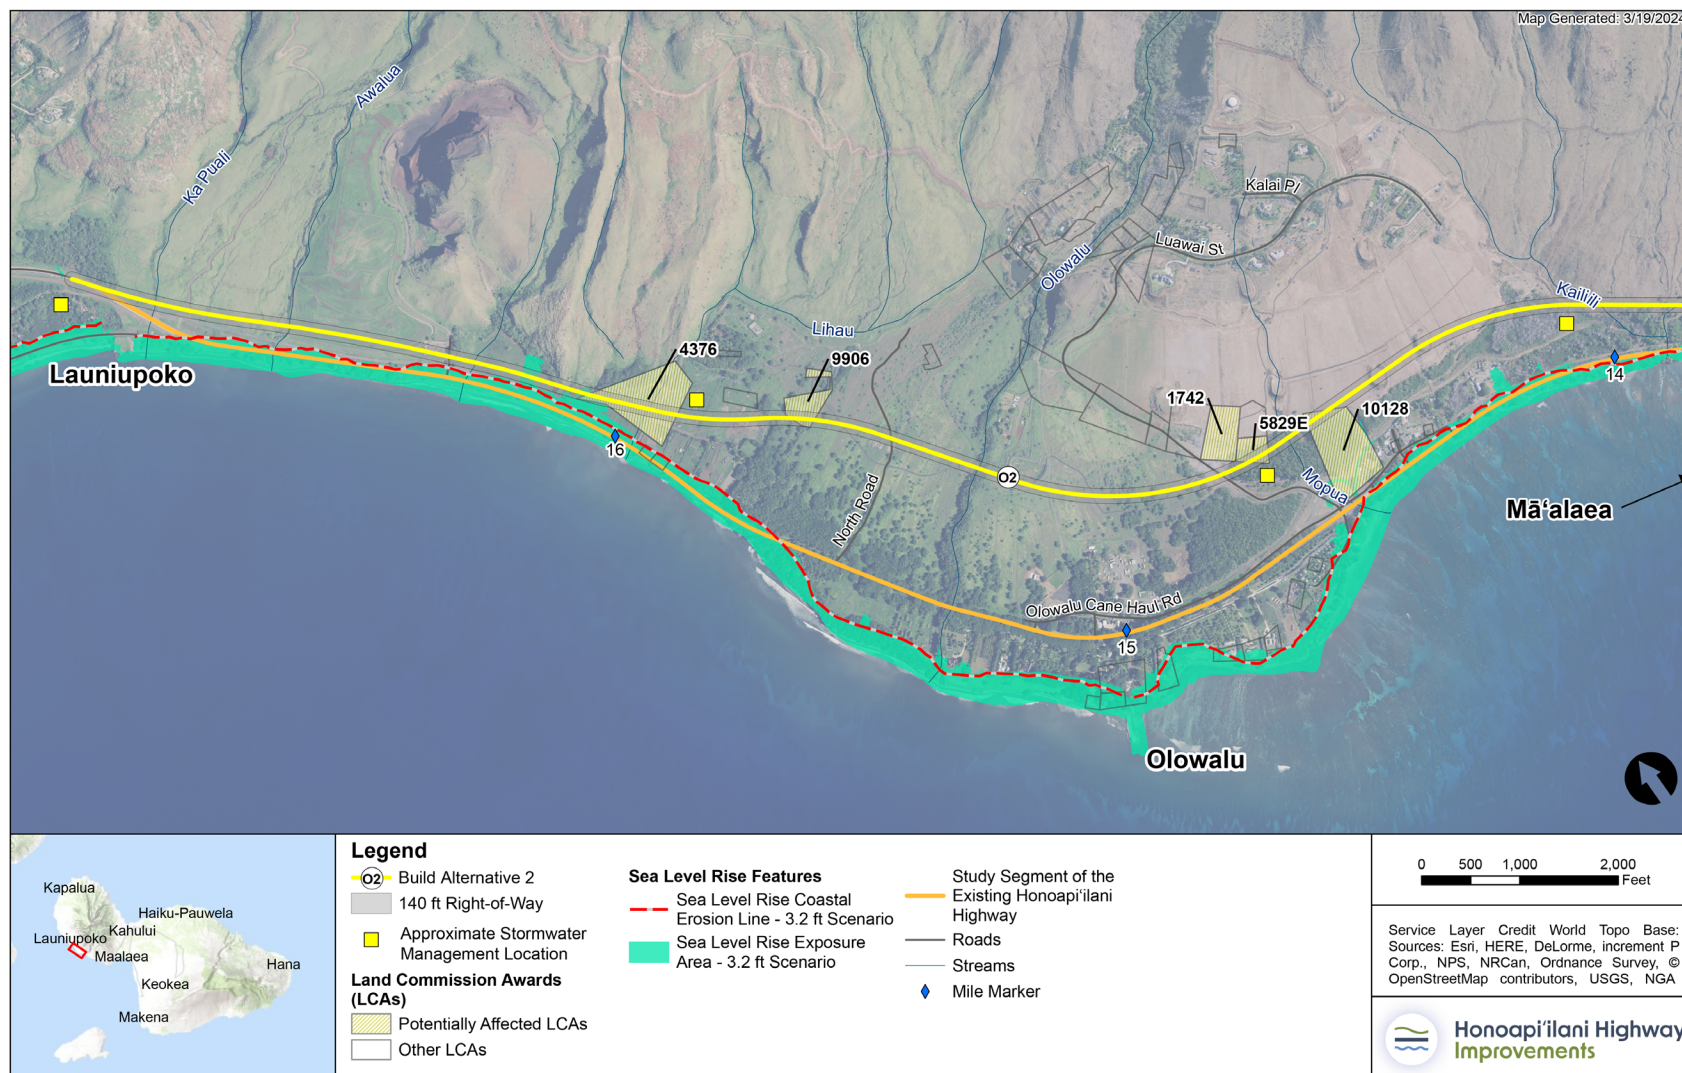 Map Generated: 3/19/2024
Ka Puali
Awalua
Kalai Pl
Luawai St
Olowalu
Kaili'ili
Lihau
4376
9906
Launiupoko
1742
5829E
10128
14
16
O2
North Road
Mopua
Mā‘alaea
Olowalu Cane Haul Rd
15
Olowalu
Kapalua
Haiku-Pauwela
Kahului
Launiupoko
Maalaea
Hana
Keokea
Makena
Legend
O2 Build Alternative 2
140 ft Right-of-Way
Approximate Stormwater
Management Location
Land Commission Awards
(LCAs)
Potentially Affected LCAs
Other LCAs
Sea Level Rise Features
Sea Level Rise Coastal
Erosion Line - 3.2 ft Scenario
Sea Level Rise Exposure
Area - 3.2 ft Scenario
Study Segment of the
Existing Honoapi‘ilani
Highway
Roads
Streams
Mile Marker
0 500 1,000 2,000
Feet
Service Layer Credit World Topo Base:
Sources: Esri, HERE, DeLorme, increment P
Corp., NPS, NRCan, Ordnance Survey, ©
OpenStreetMap contributors, USGS, NGA
Honoapi‘ilani Highway
Improvements